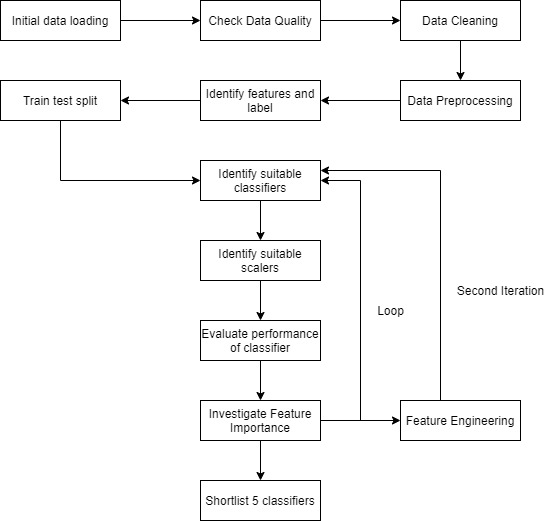 Initial data loading
Check Data Quality
Data Cleaning
Train test split
Identify features and
label
Data Preprocessing
Identify suitable
classifiers
Identify suitable
scalers
Second Iteration
Loop
Evaluate performance
of classifier
Investigate Feature
Importance
Feature Engineering
Shortlist 5 classifiers